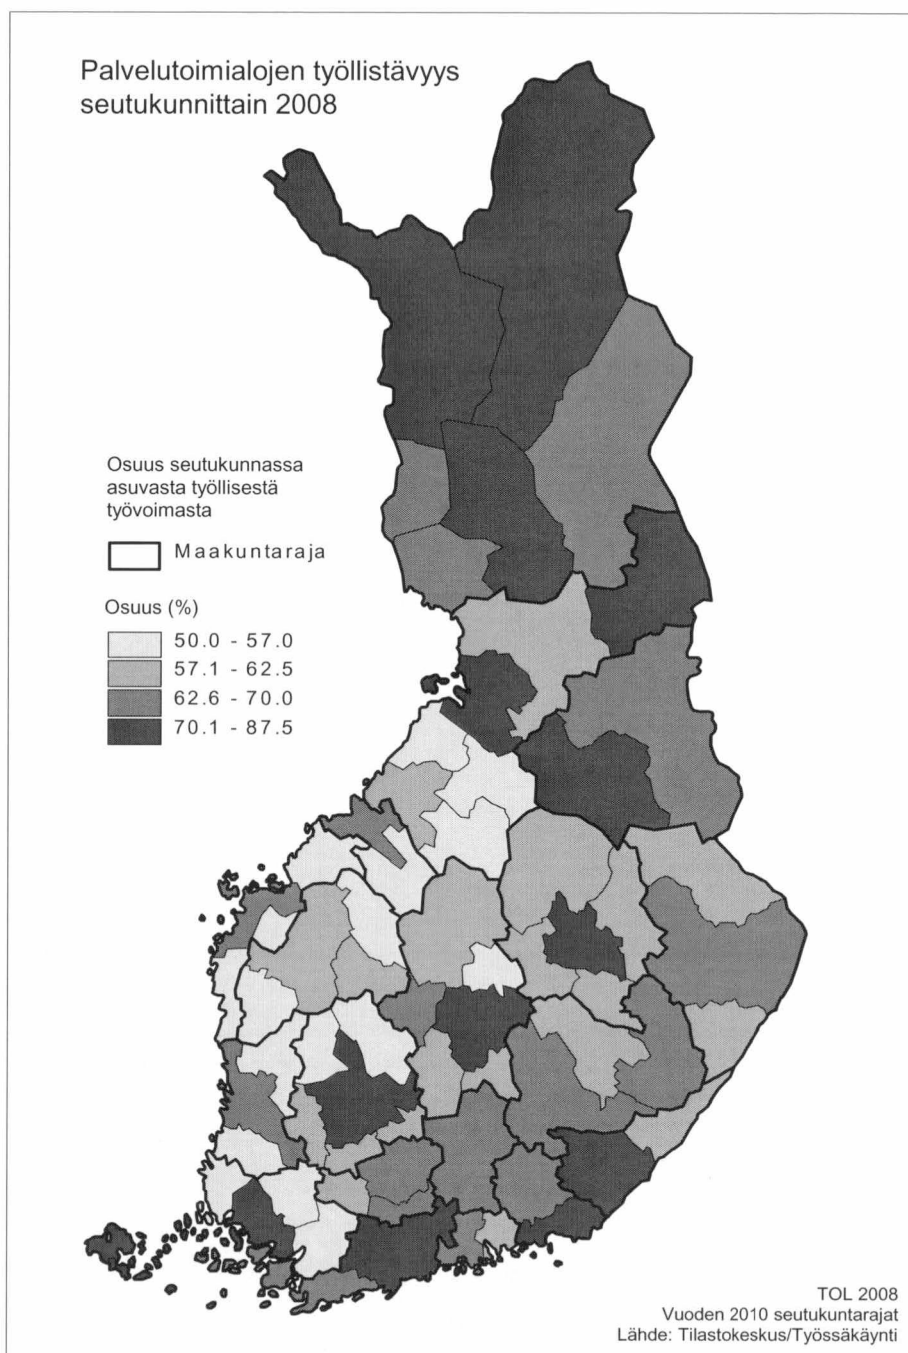 Palvelutoimialojen työllistävyys
seutukunnittain 2008
Osuus seutukunnassa
asuvasta työllisestä
työvoimasta
Maakuntaraja
Osuus (%)
50.0 - 57.0
57.1 - 62.5
62.6 - 70.0
70.1 - 87.5
TOL 2008
Vuoden 2010 seutukuntarajat
Lähde: Tilastokeskus/Työssäkäynti